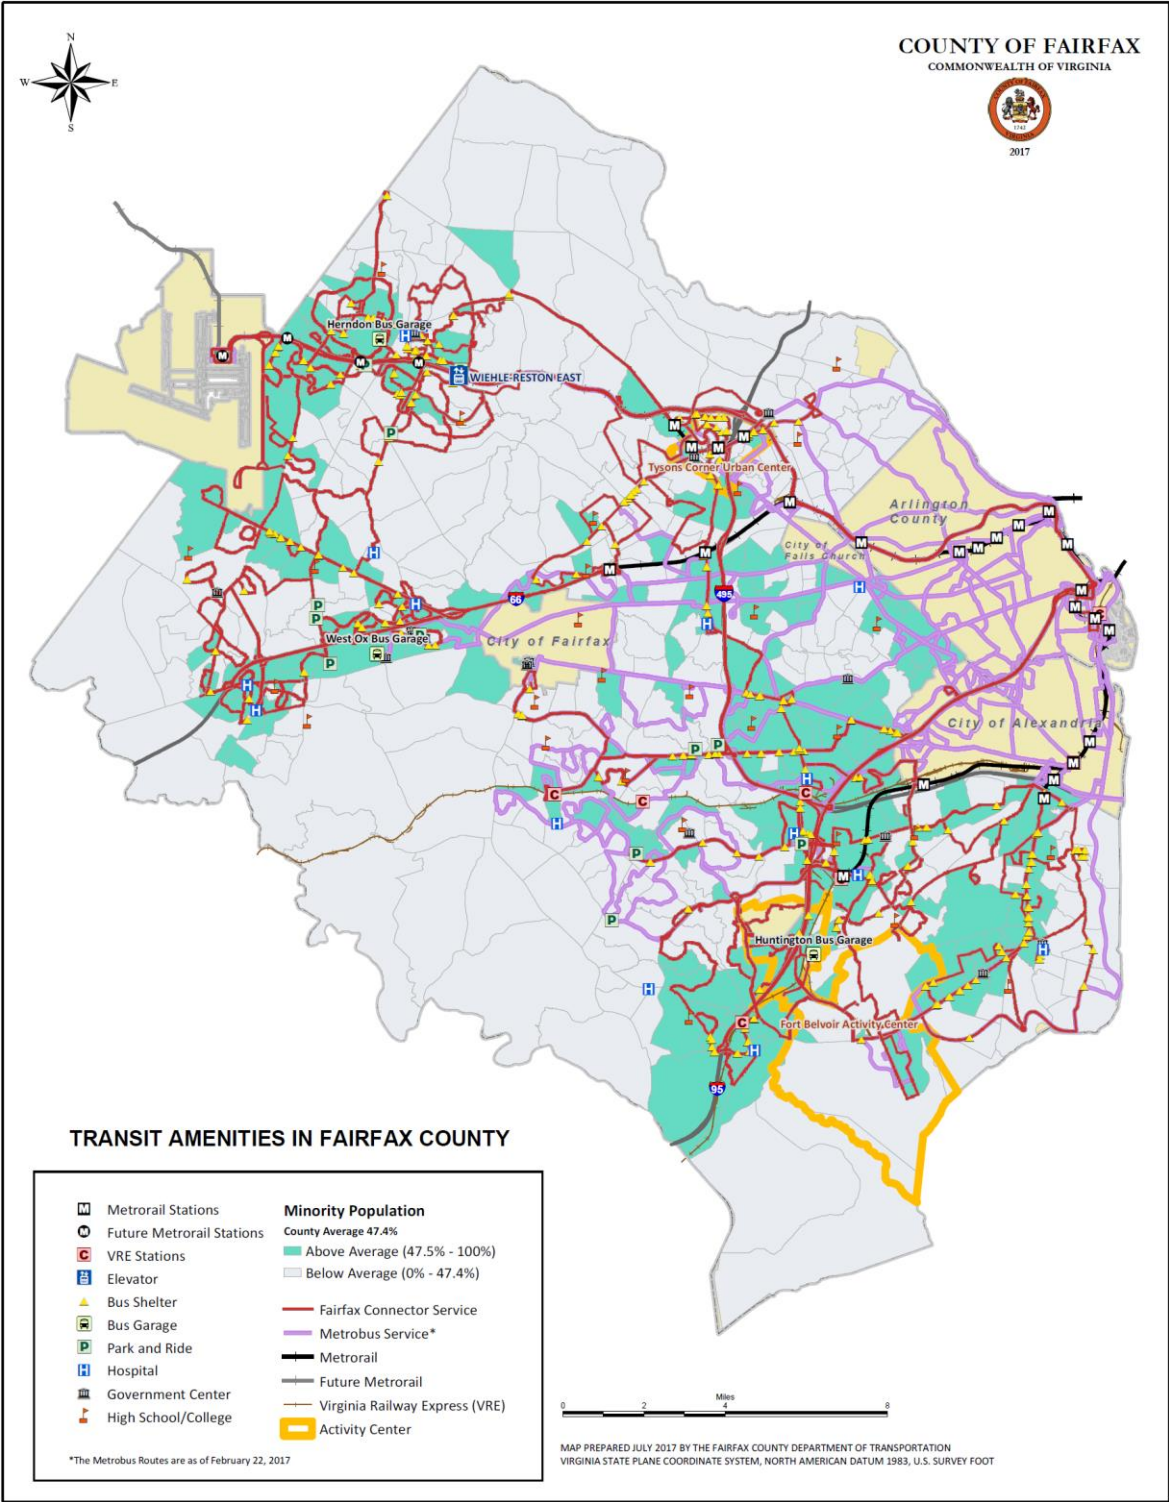 COUNTY OF FAIRFAX
COMMONWEALTH OF VIRGINIA
COUNTY OF FAIRFAX
1742
VIRGINIA
2017
N
W
E
S
Herndon Bus Garage
WIEHLE-RESTON EAST
Tysons Corner Urban Center
Arlington
County
City of
Falls Church
66
495
City of Fairfax
West Ox Bus Garage
City of Alexandria
Huntington Bus Garage
Fort Belvoir Activity Center
95
TRANSIT AMENITIES IN FAIRFAX COUNTY
M Metrorail Stations
M Future Metrorail Stations
C VRE Stations
Elevator
Bus Shelter
Bus Garage
P Park and Ride
H Hospital
Government Center
High School/College
*The Metrobus Routes are as of February 22, 2017
Minority Population
County Average 47.4%
Above Average (47.5% - 100%)
Below Average (0% - 47.4%)
Fairfax Connector Service
Metrobus Service*
Metrorail
Future Metrorail
Virginia Railway Express (VRE)
Activity Center
Miles
0 2 4 8
MAP PREPARED JULY 2017 BY THE FAIRFAX COUNTY DEPARTMENT OF TRANSPORTATION
VIRGINIA STATE PLANE COORDINATE SYSTEM, NORTH AMERICAN DATUM 1983, U.S. SURVEY FOOT